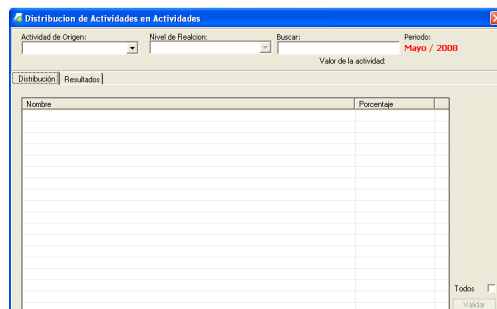 Distribucion de Actividades en Actividades
Actividad de Origen: Nivel de Realcion: Buscar: Periodo:
Mayo / 2008
Valor de la actividad:
Distribución Resultados
Nombre Porcentaje
Todos
Validar